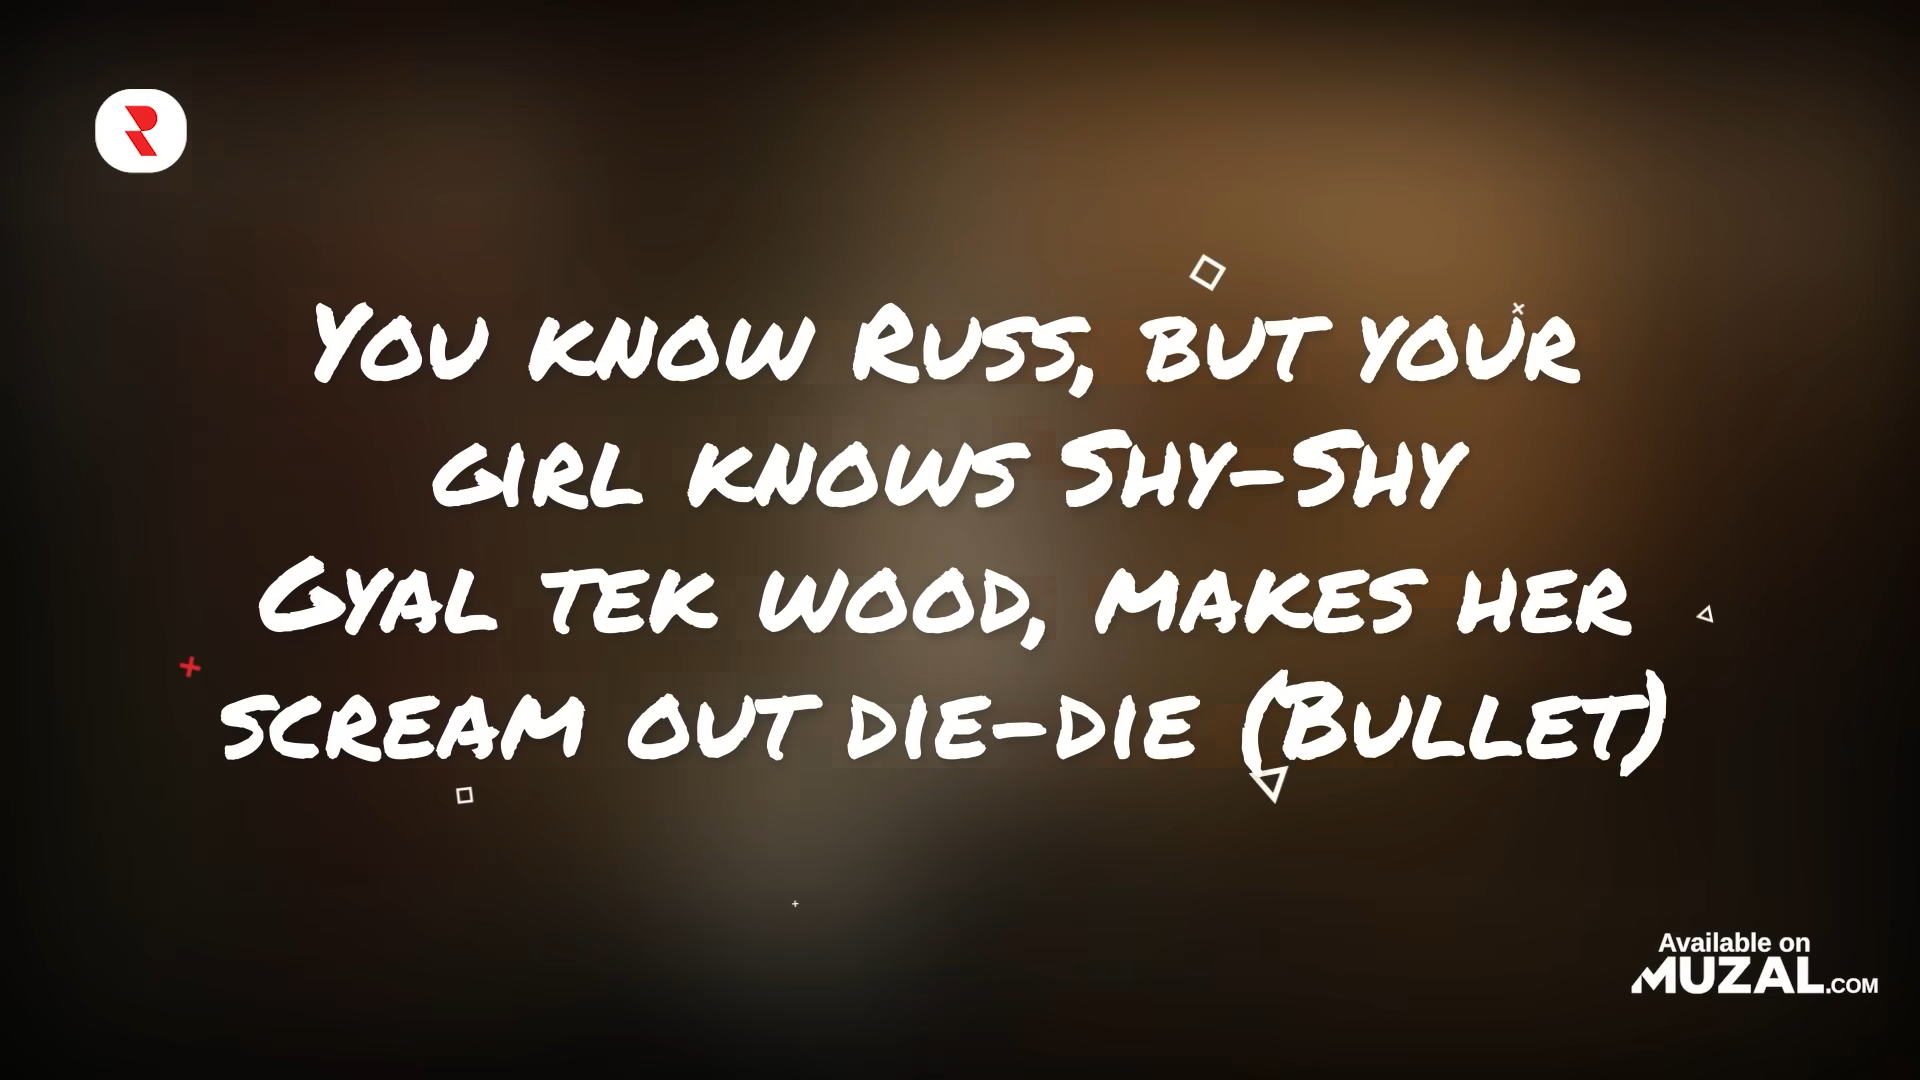 You know Russ, but your
girl knows Shy-Shy
Gyal tek wood, makes her
scream out die-die (Bullet)
Available on
MUZAL.COM